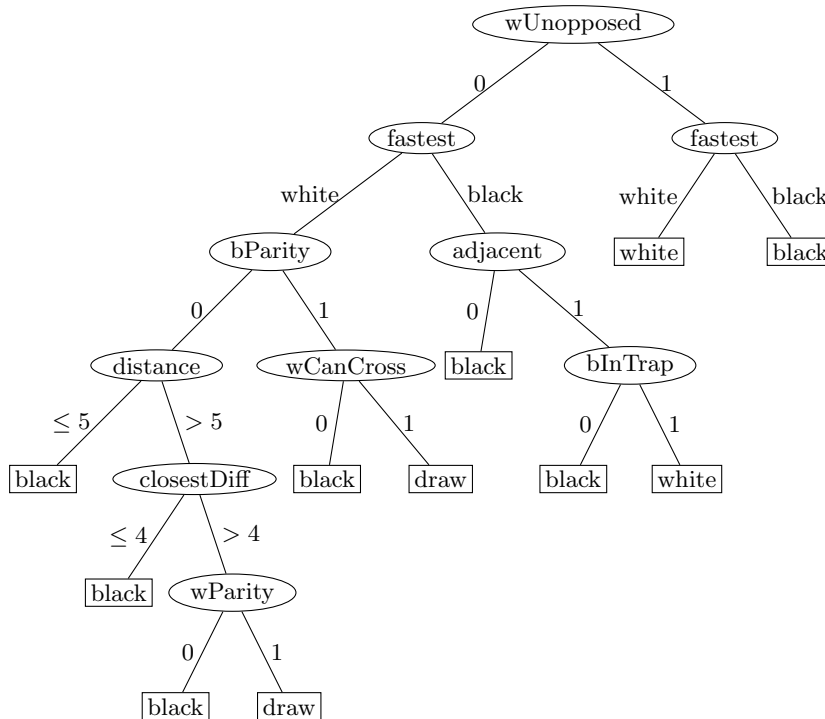 wUnopposed
0 1
fastest fastest
white black white black
bParity adjacent white black
0 1 0 1
distance wCanCross black bInTrap
≤ 5 > 5 0 1 0 1
black closestDiff black draw black white
≤ 4 > 4
black wParity
0 1
black draw